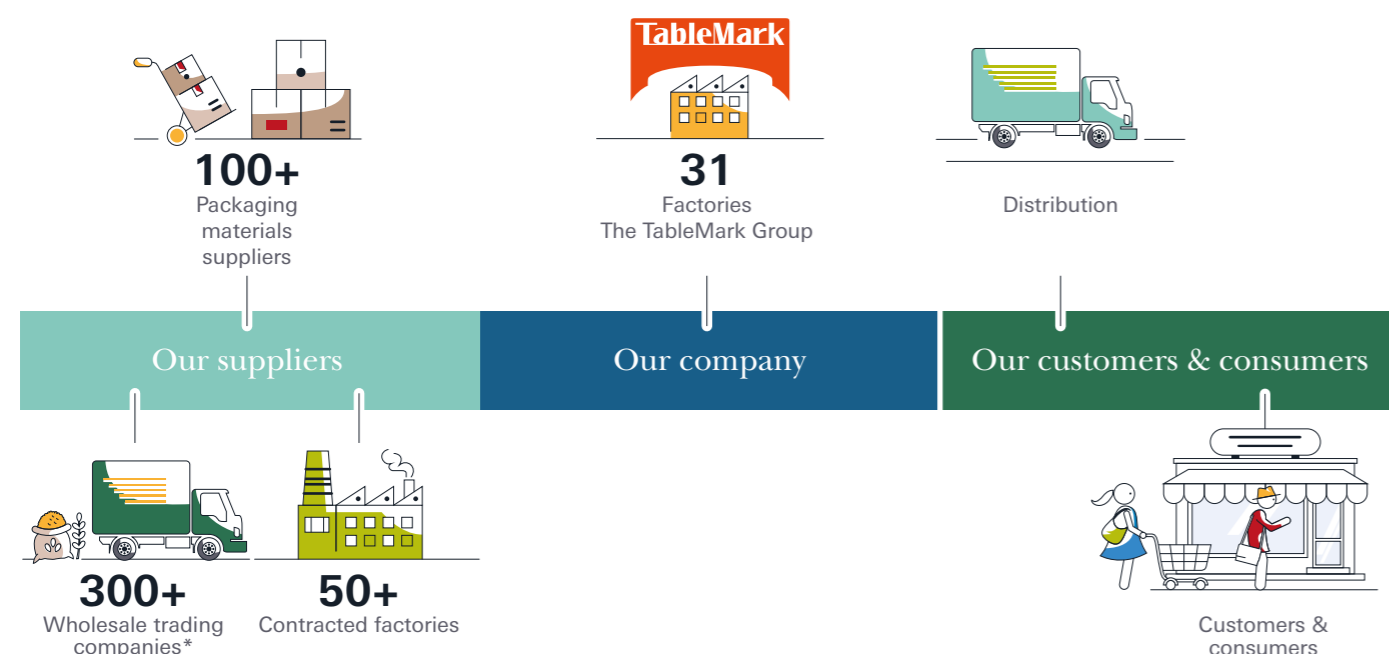 TableMark
100+
Packaging
materials
suppliers
31
Factories
The TableMark Group
Distribution
Our suppliers
Our company
Our customers & consumers
300+
Wholesale trading
companies*
50+
Contracted factories
Customers &
consumers